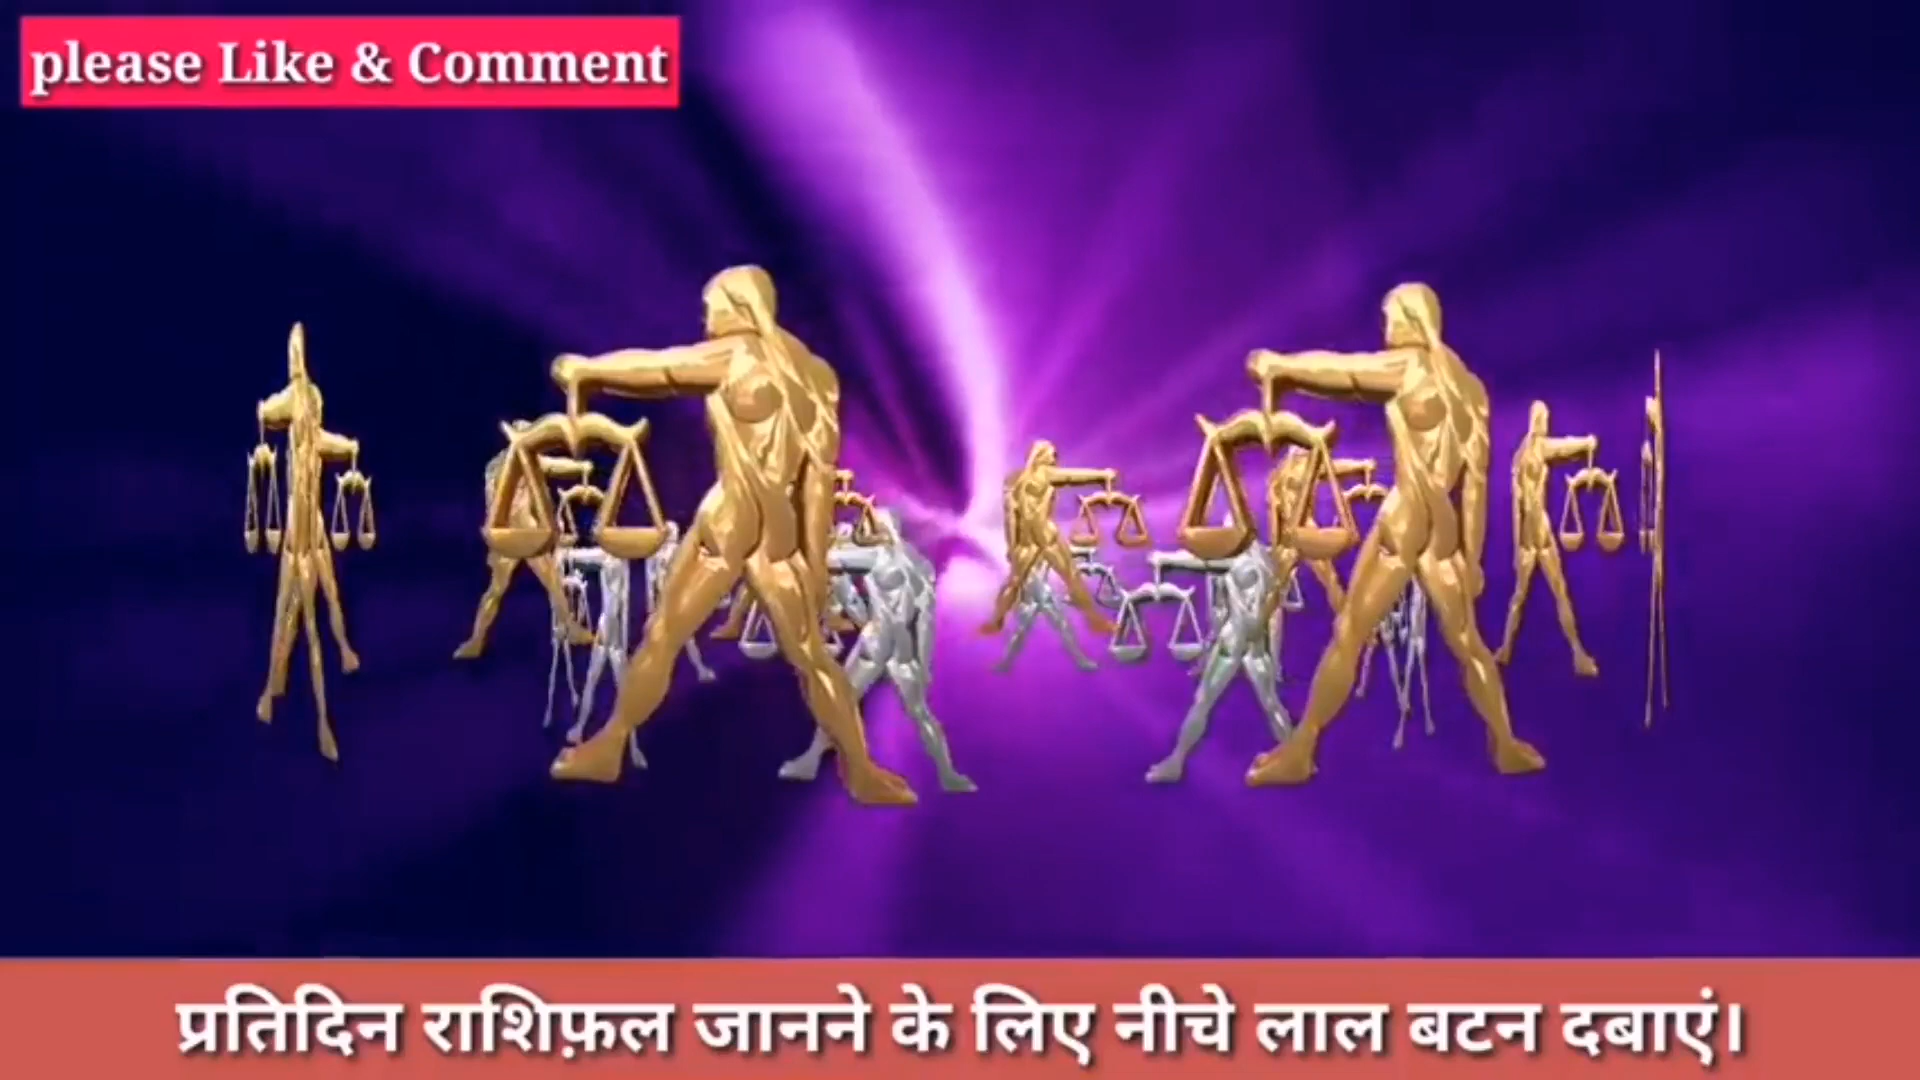 please Like & Comment
प्रतिदिन राशिफ़ल जानने के लिए नीचे लाल बटन दबाएं।